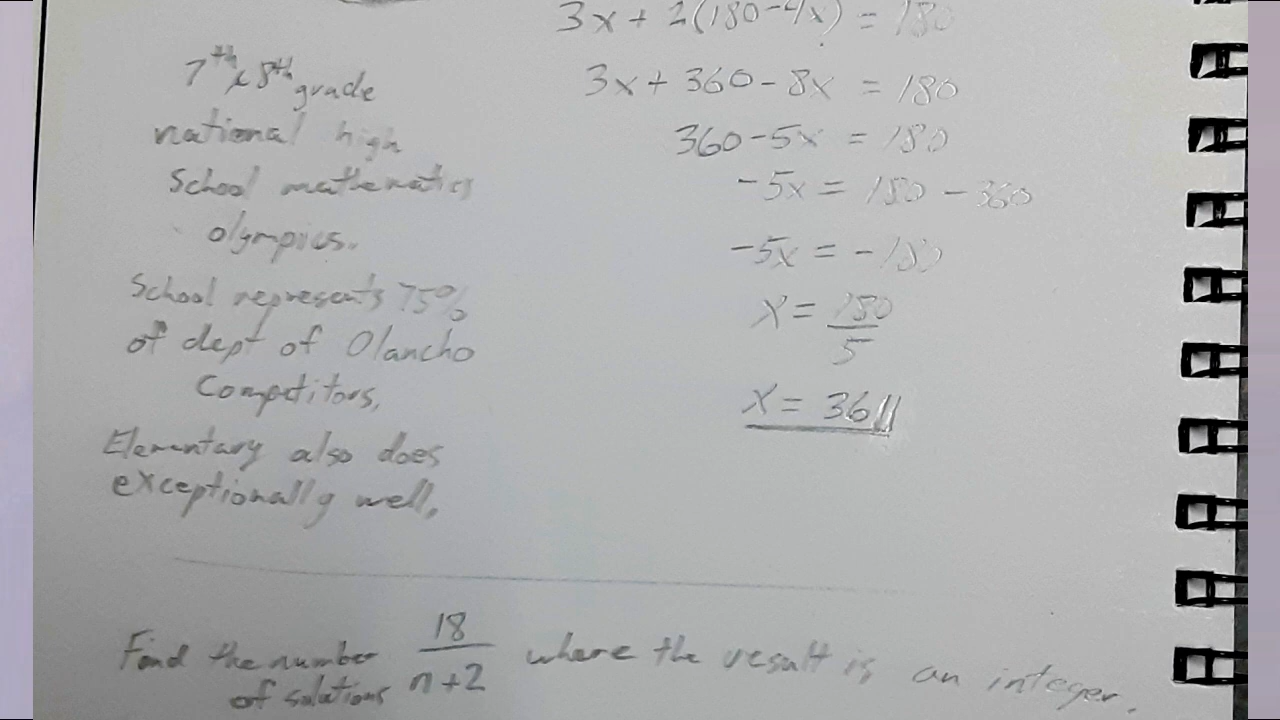 3x + 2(180-4x) = 180
7th & 8th grade
national high
School mathematics
olympics.
School represents 75%
of dept of Olancho
Competitors,
Elementary also does
exceptionally well,
3x + 360 - 8x = 180
360 - 5x = 180
-5x = 180 - 360
-5x = -180
x = 180/5
x = 36
Find the number of solutions 18/n+2 where the result is an integer.